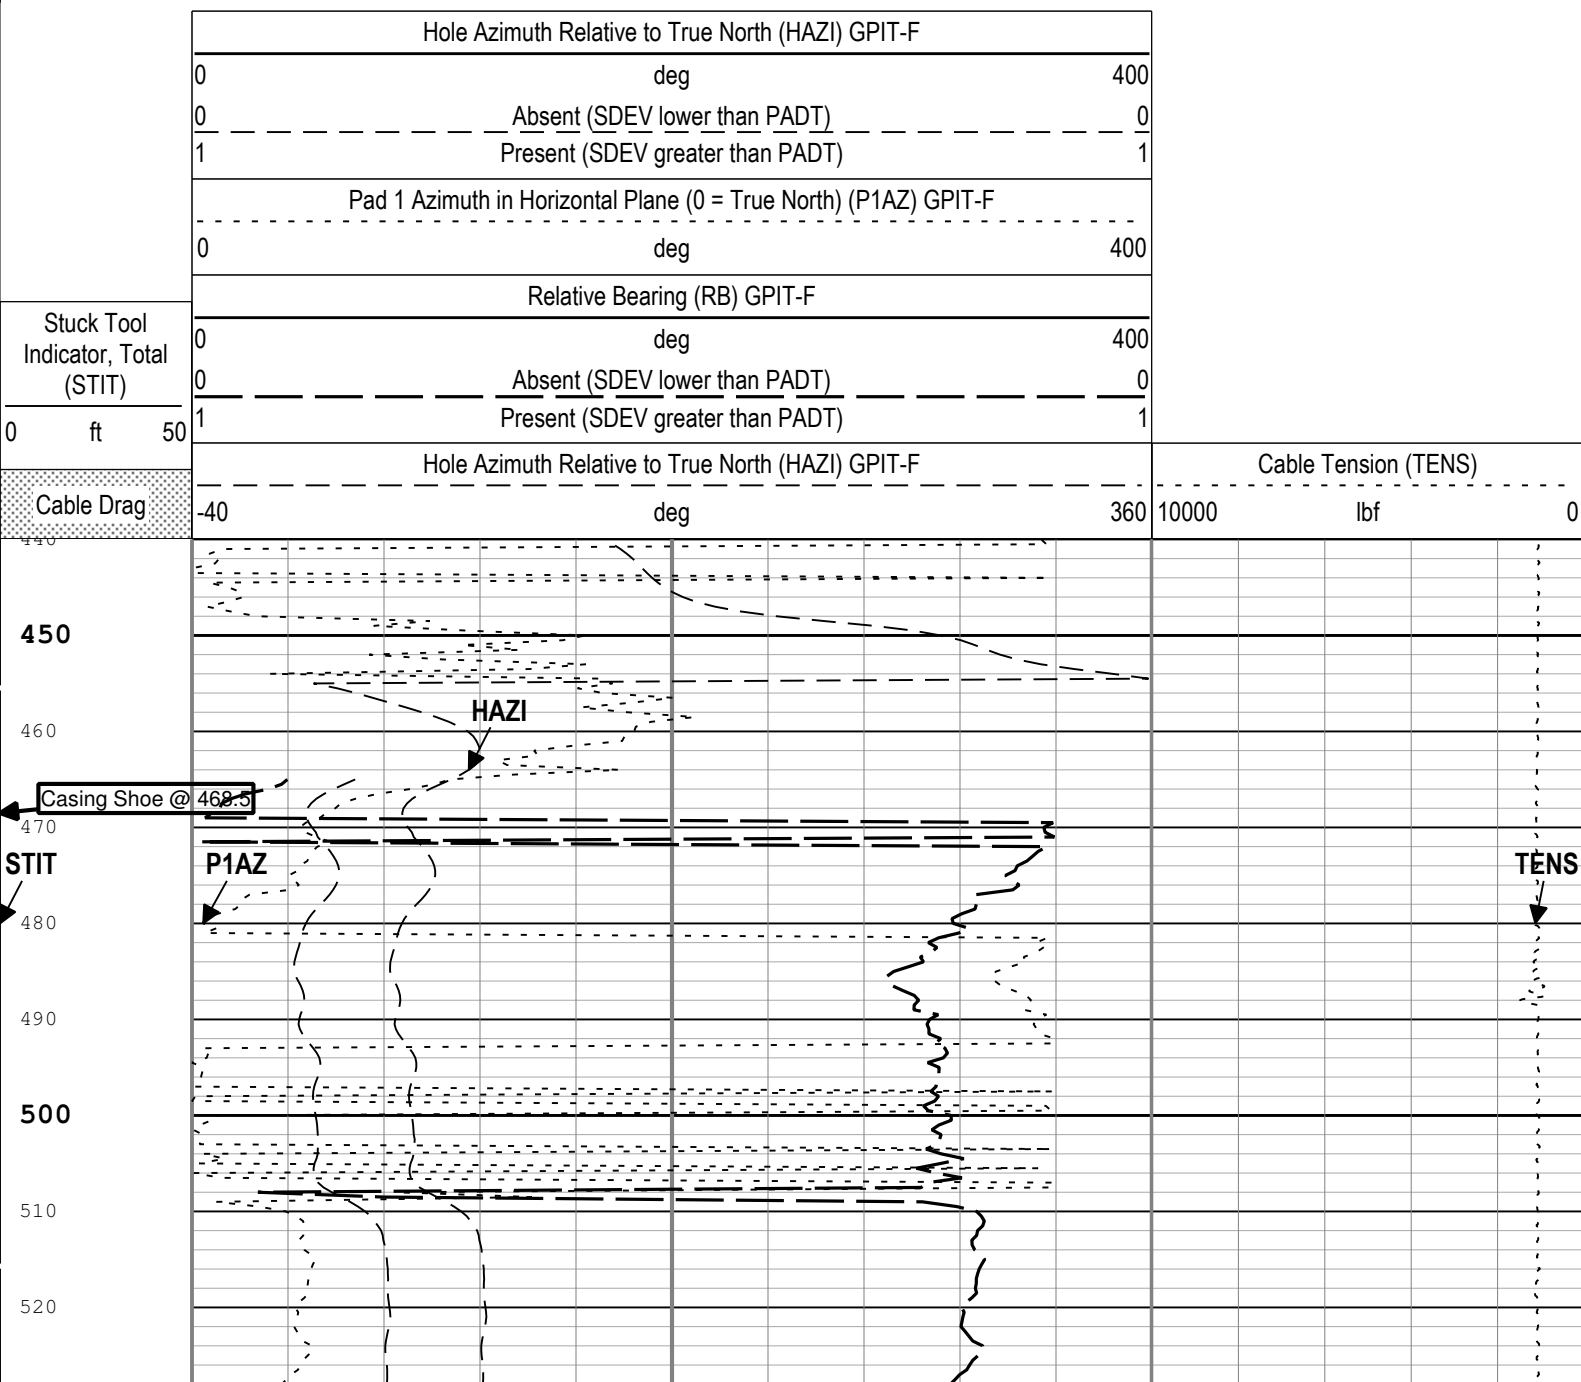 Hole Azimuth Relative to True North (HAZI) GPIT-F
0 deg 400
0 Absent (SDEV lower than PADT) 0
1 Present (SDEV greater than PADT) 1
Pad 1 Azimuth in Horizontal Plane (0 = True North) (P1AZ) GPIT-F
0 deg 400
Relative Bearing (RB) GPIT-F
0 deg 400
0 Absent (SDEV lower than PADT) 0
1 Present (SDEV greater than PADT) 1
Stuck Tool
Indicator, Total
(STIT)
0 ft 50
Hole Azimuth Relative to True North (HAZI) GPIT-F
-40 deg 360
Cable Tension (TENS)
10000 lbf 0
Cable Drag
440
450
HAZI
460
Casing Shoe @ 468.5
470
STIT
P1AZ
TENS
480
490
500
510
520